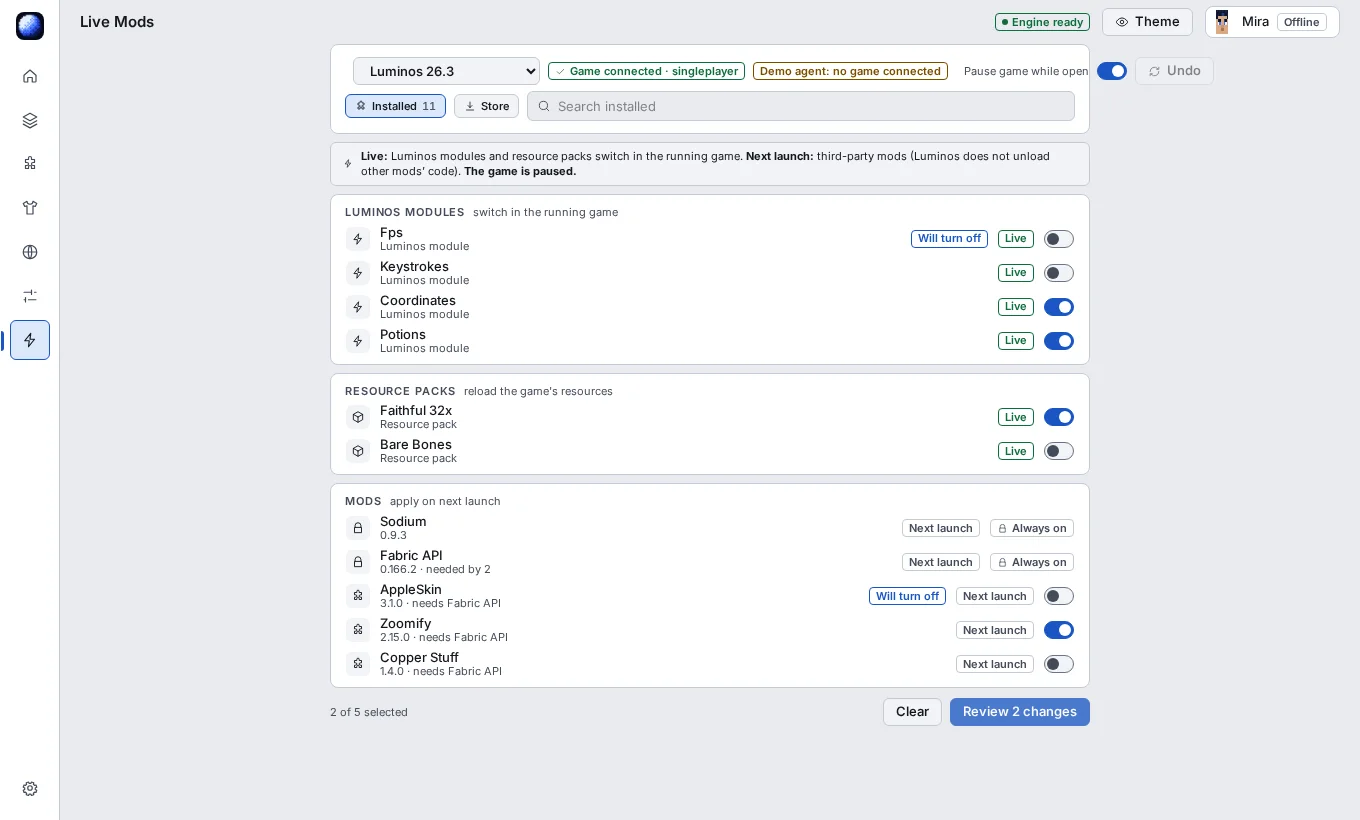 Live Mods
Engine ready
Theme
Mira Offline
Luminos 26.3
Game connected · singleplayer
Demo agent: no game connected
Pause game while open
Undo
Installed 11
Store
Search installed
Live: Luminos modules and resource packs switch in the running game. Next launch: third-party mods (Luminos does not unload
other mods' code). The game is paused.
LUMINOS MODULES switch in the running game
Fps
Luminos module
Will turn off
Live
Keystrokes
Luminos module
Live
Coordinates
Luminos module
Live
Potions
Luminos module
Live
RESOURCE PACKS reload the game's resources
Faithful 32x
Resource pack
Live
Bare Bones
Resource pack
Live
MODS apply on next launch
Sodium
0.9.3
Next launch
Always on
Fabric API
0.166.2 · needed by 2
Next launch
Always on
AppleSkin
3.1.0 · needs Fabric API
Will turn off
Next launch
Zoomify
2.15.0 · needs Fabric API
Next launch
Copper Stuff
1.4.0 · needs Fabric API
Next launch
2 of 5 selected
Clear
Review 2 changes